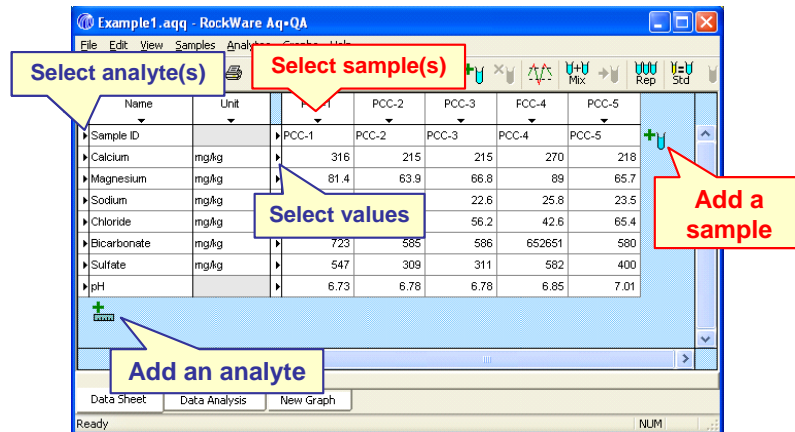 Example1.aqq - RockWare Aq•QA
File Edit View Samples Analytes Graphs Help
Select analyte(s)
Select sample(s)
Mix Rep Std
Name Unit PCC-1 PCC-2 PCC-3 FCC-4 PCC-5
Sample ID PCC-1 PCC-2 PCC-3 PCC-4 PCC-5
Calcium mg/kg 316 215 215 270 218
Magnesium mg/kg 81.4 63.9 66.8 89 65.7
Sodium mg/kg 22.6 25.8 23.5
Chloride mg/kg 56.2 42.6 65.4
Bicarbonate mg/kg 723 585 586 652651 580
Sulfate mg/kg 547 309 311 582 400
pH 6.73 6.78 6.78 6.85 7.01
Select values
Add a
sample
Add an analyte
Data Sheet Data Analysis New Graph
Ready NUM